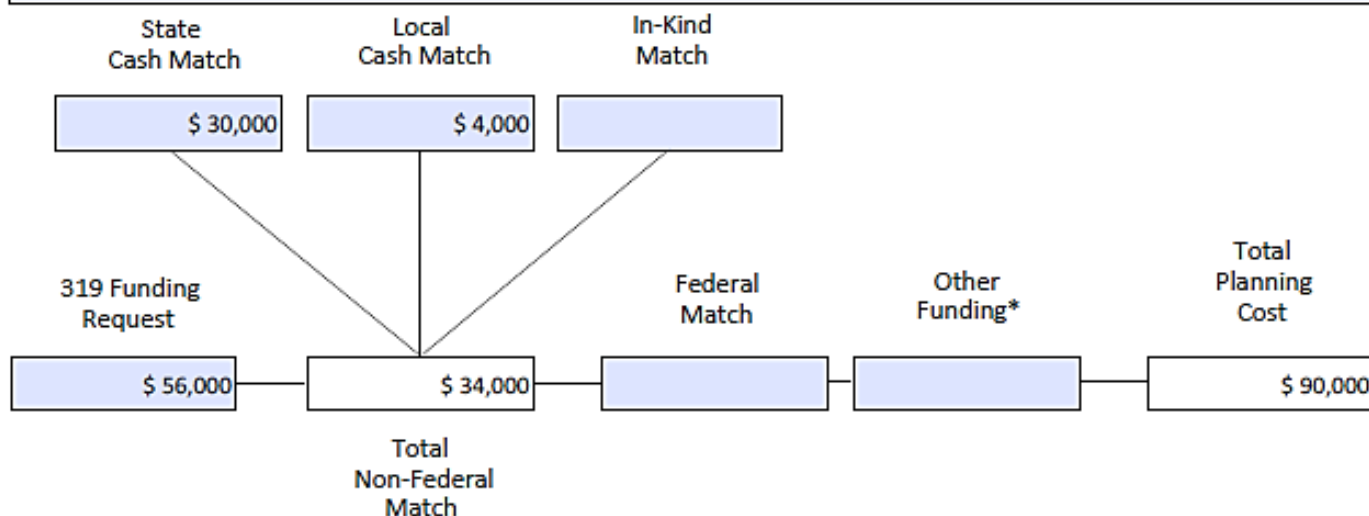 State
Cash Match
Local
Cash Match
In-Kind
Match
$ 30,000
$ 4,000
319 Funding
Request
Federal
Match
Other
Funding*
Total
Planning
Cost
$ 56,000
$ 34,000
$ 90,000
Total
Non-Federal
Match